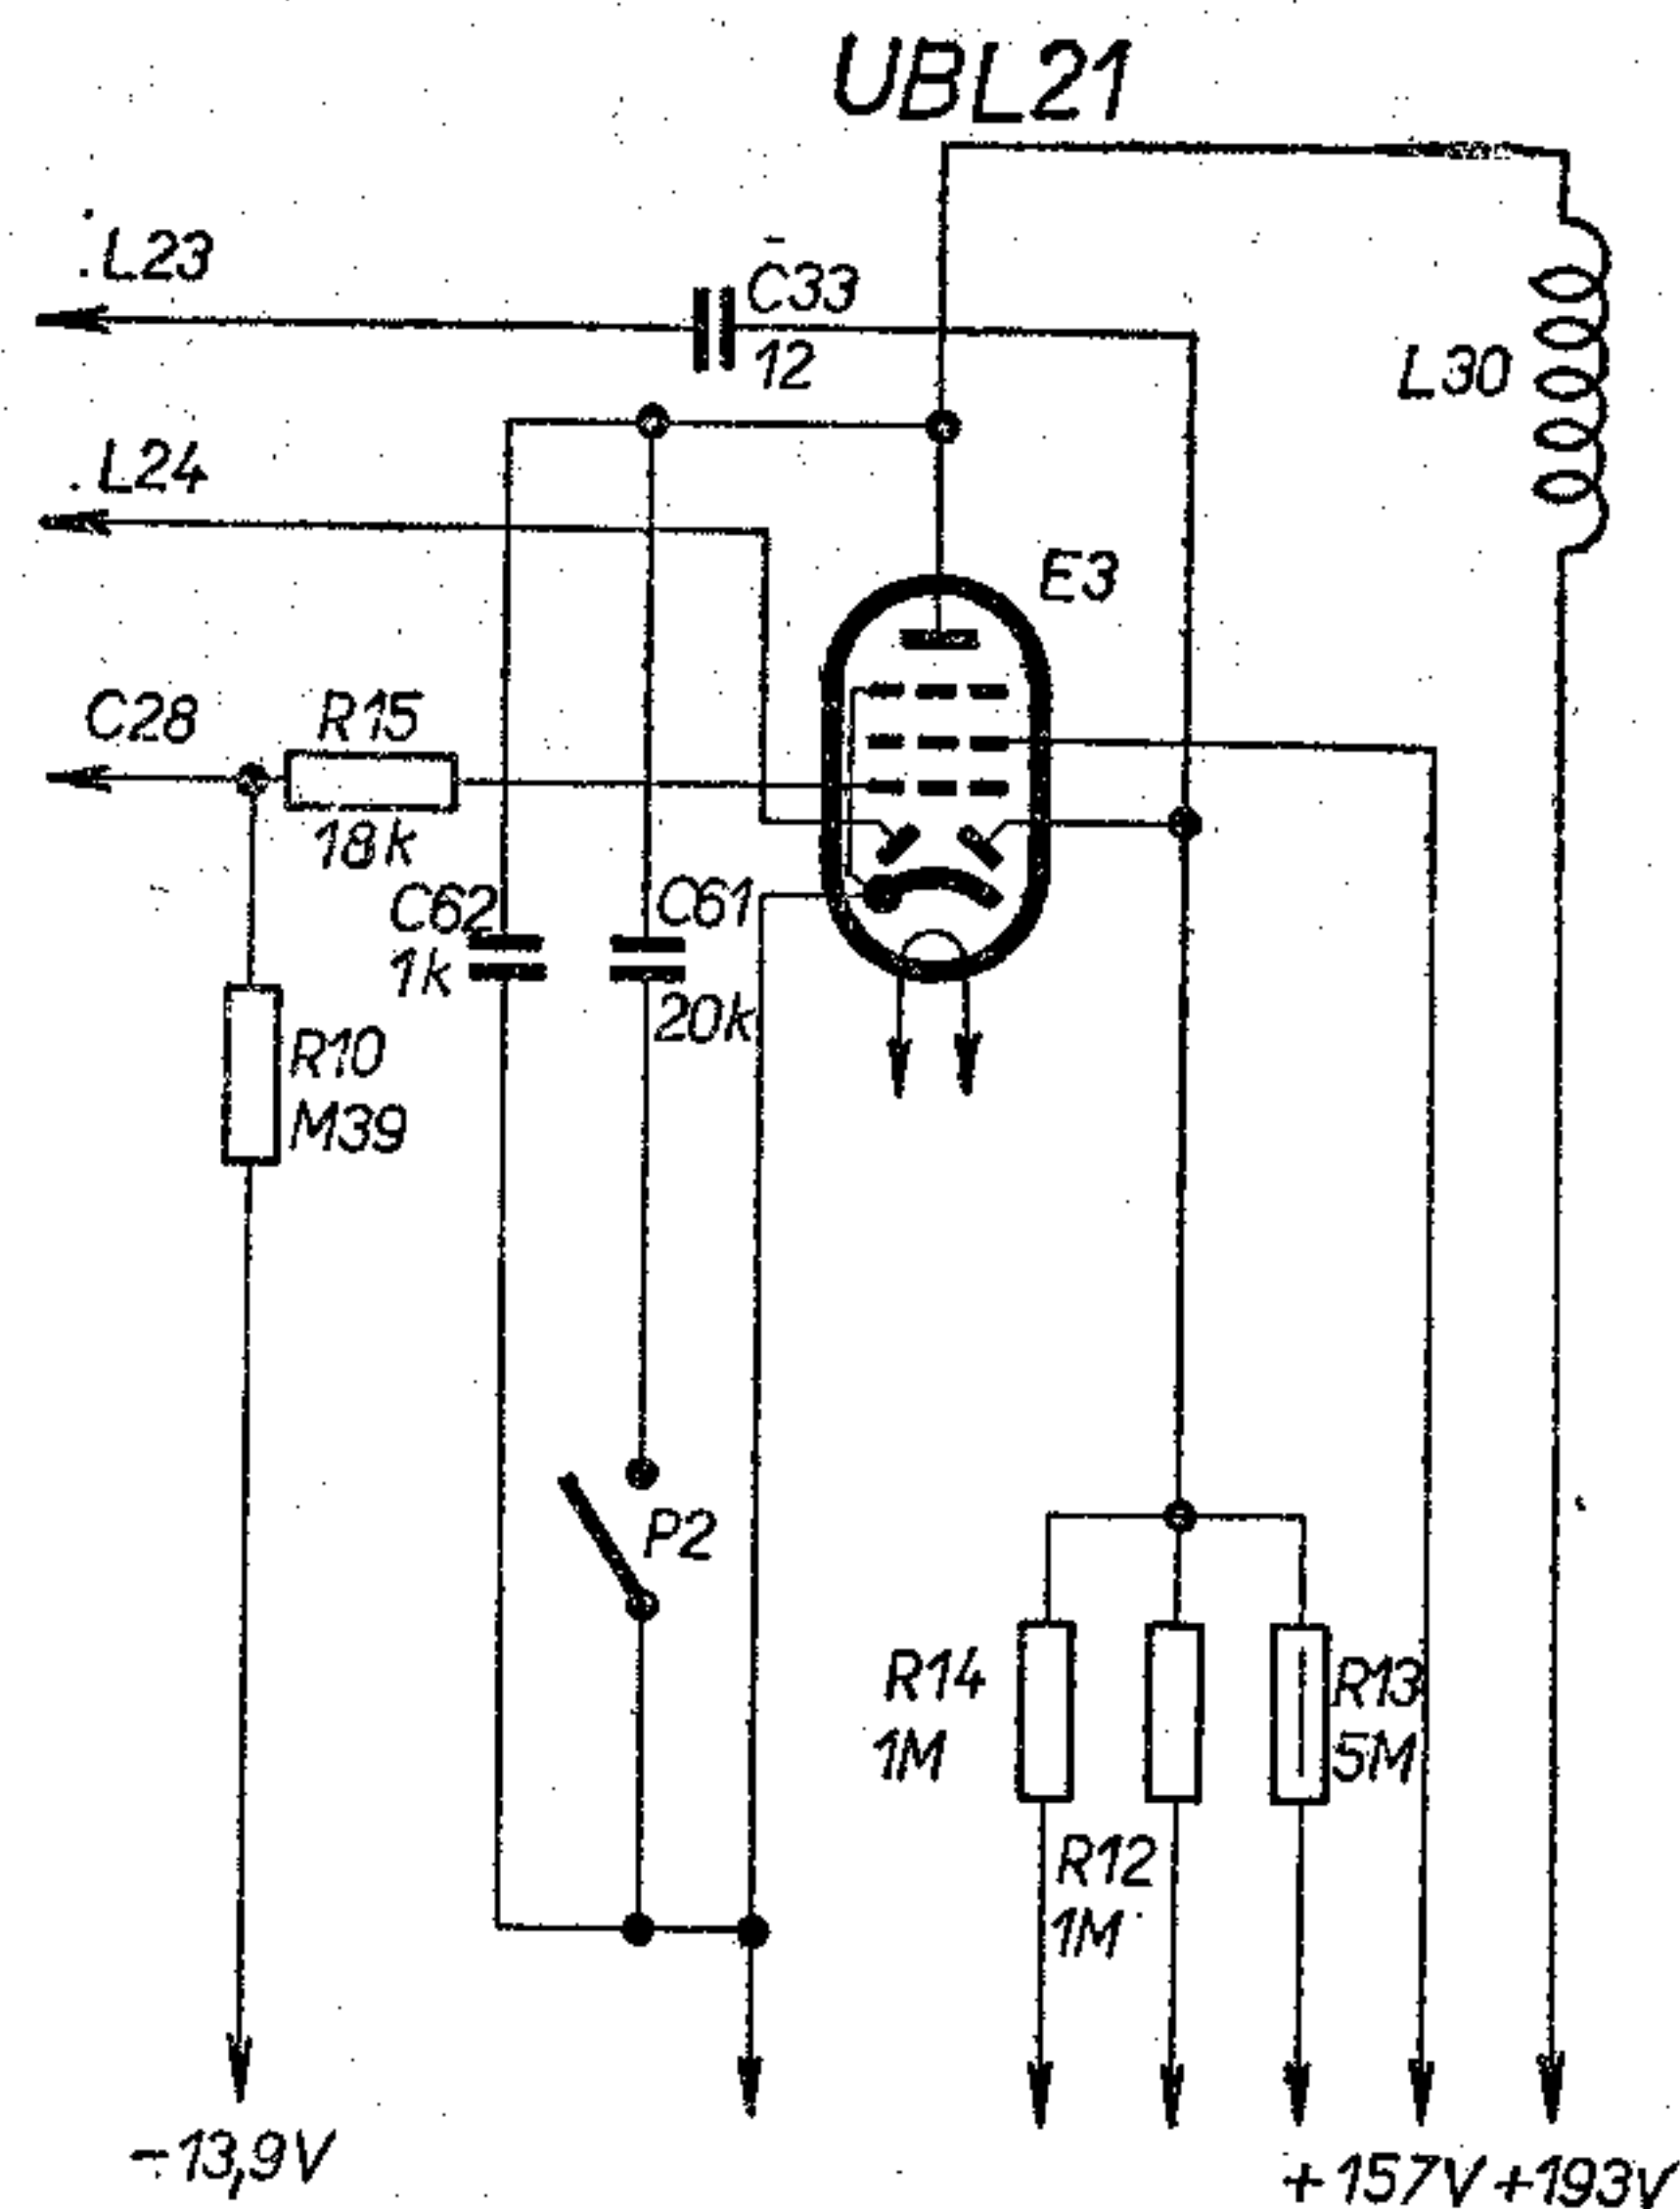 UBL21
L23
C33
12
L30
L24
E3
C28
R15
18k
C62
1k
C61
20k
R10
M39
P2
R14
1M
R13
5M
R12
1M
-13,9V
+157V +193V